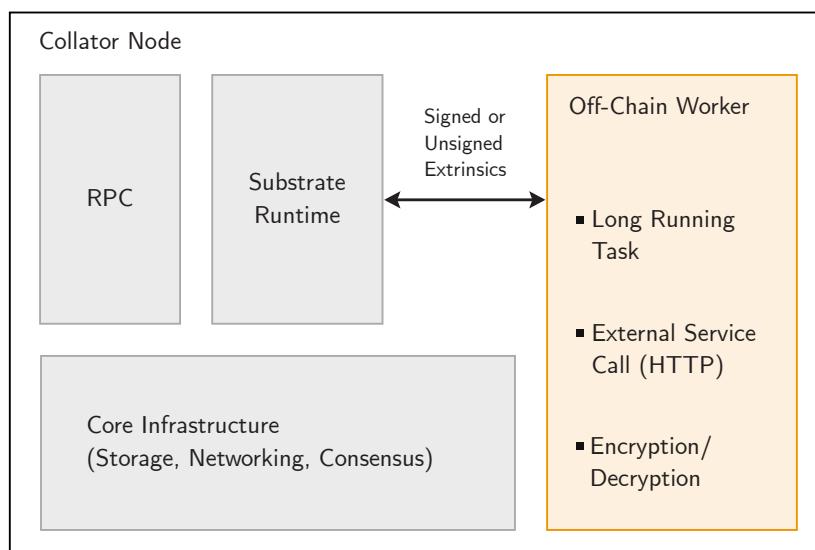 Collator Node
RPC
Substrate
Runtime
Signed or
Unsigned
Extrinsics
Off-Chain Worker
Long Running
Task
External Service
Call (HTTP)
Encryption/
Decryption
Core Infrastructure
(Storage, Networking, Consensus)